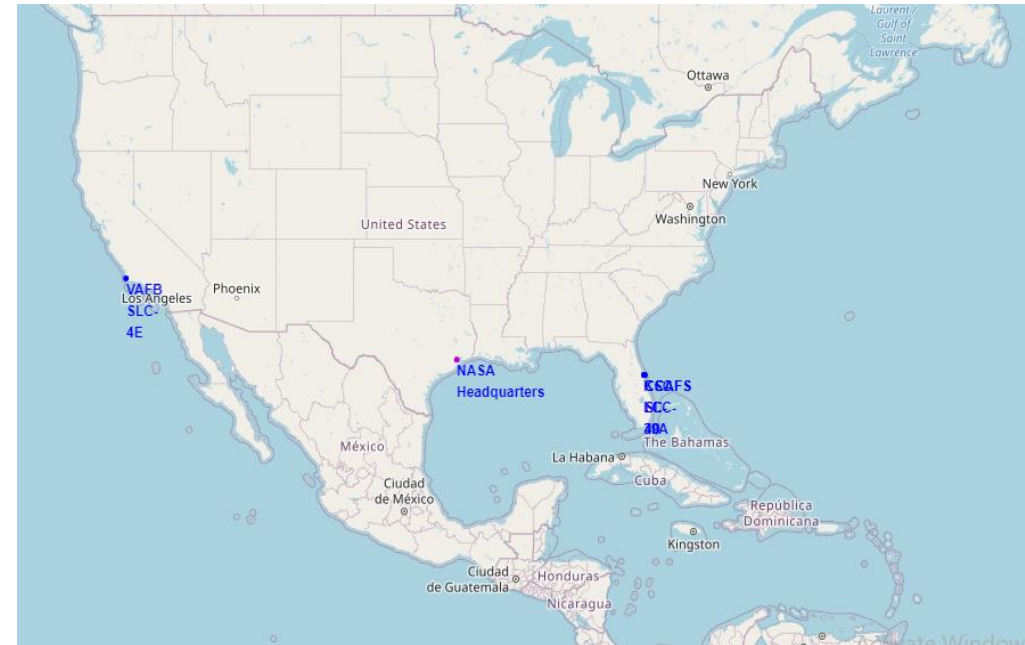 Laurent /
Gulf of
Saint
Lawrence
Ottawa
New York
Washington
United States
VAFB
SLC-
4E
Los Angeles
Phoenix
NASA
Headquarters
The Bahamas
México
La Habana
Cuba
Ciudad
de México
República
Dominicana
Kingston
Ciudad
de Guatemala
Honduras
Nicaragua